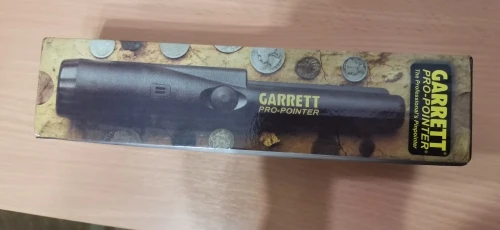 GARRETT
PRO-POINTER
GARRETT
PRO-POINTER®
The Professional's Pinpointer